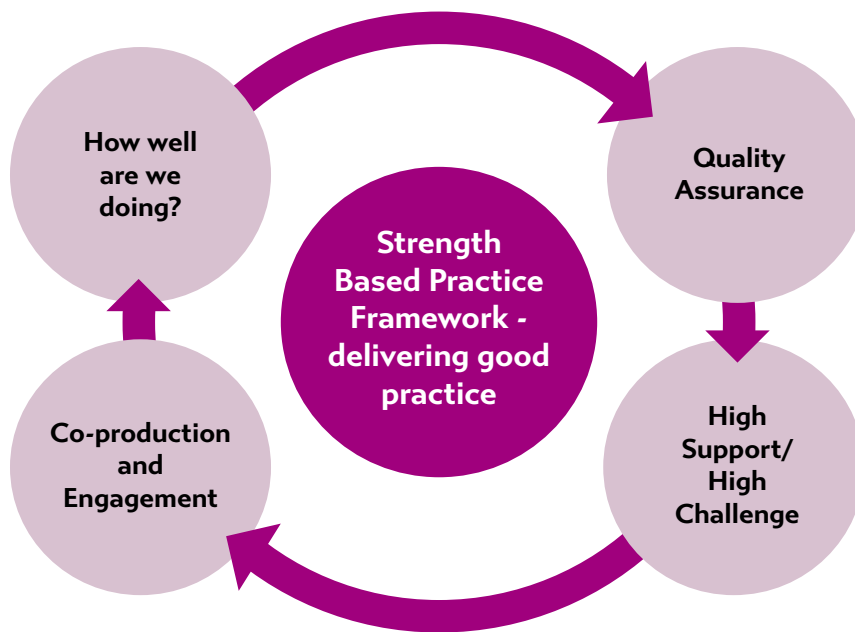 How well
are we
doing?
Quality
Assurance
Strength
Based Practice
Framework -
delivering good
practice
Co-production
and
Engagement
High
Support/
High
Challenge